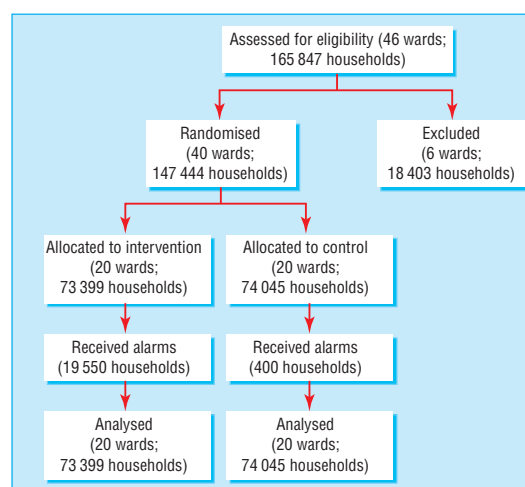 Assessed for eligibility (46 wards;
165 847 households)
Randomised
(40 wards;
147 444 households)
Excluded
(6 wards;
18 403 households)
Allocated to intervention
(20 wards;
73 399 households)
Allocated to control
(20 wards;
74 045 households)
Received alarms
(19 550 households)
Received alarms
(400 households)
Analysed
(20 wards;
73 399 households)
Analysed
(20 wards;
74 045 households)